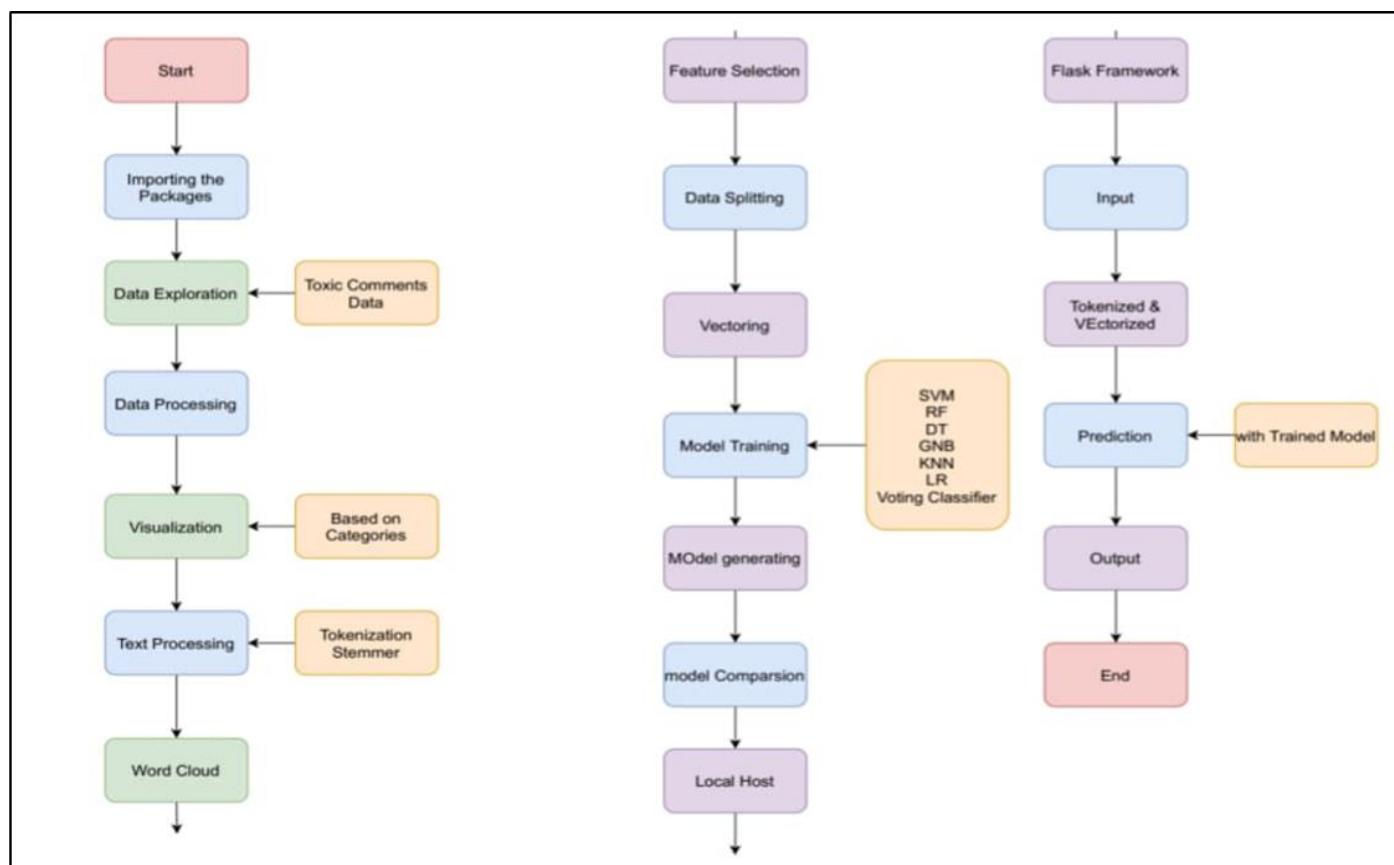 Start
Importing the
Packages
Data Exploration
Toxic Comments
Data
Data Processing
Visualization
Based on
Categories
Text Processing
Tokenization
Stemmer
Word Cloud
Feature Selection
Data Splitting
Vectoring
Model Training
SVM
RF
DT
GNB
KNN
LR
Voting Classifier
MOdel generating
model Comparsion
Local Host
Flask Framework
Input
Tokenized &
VEctorized
Prediction
with Trained Model
Output
End